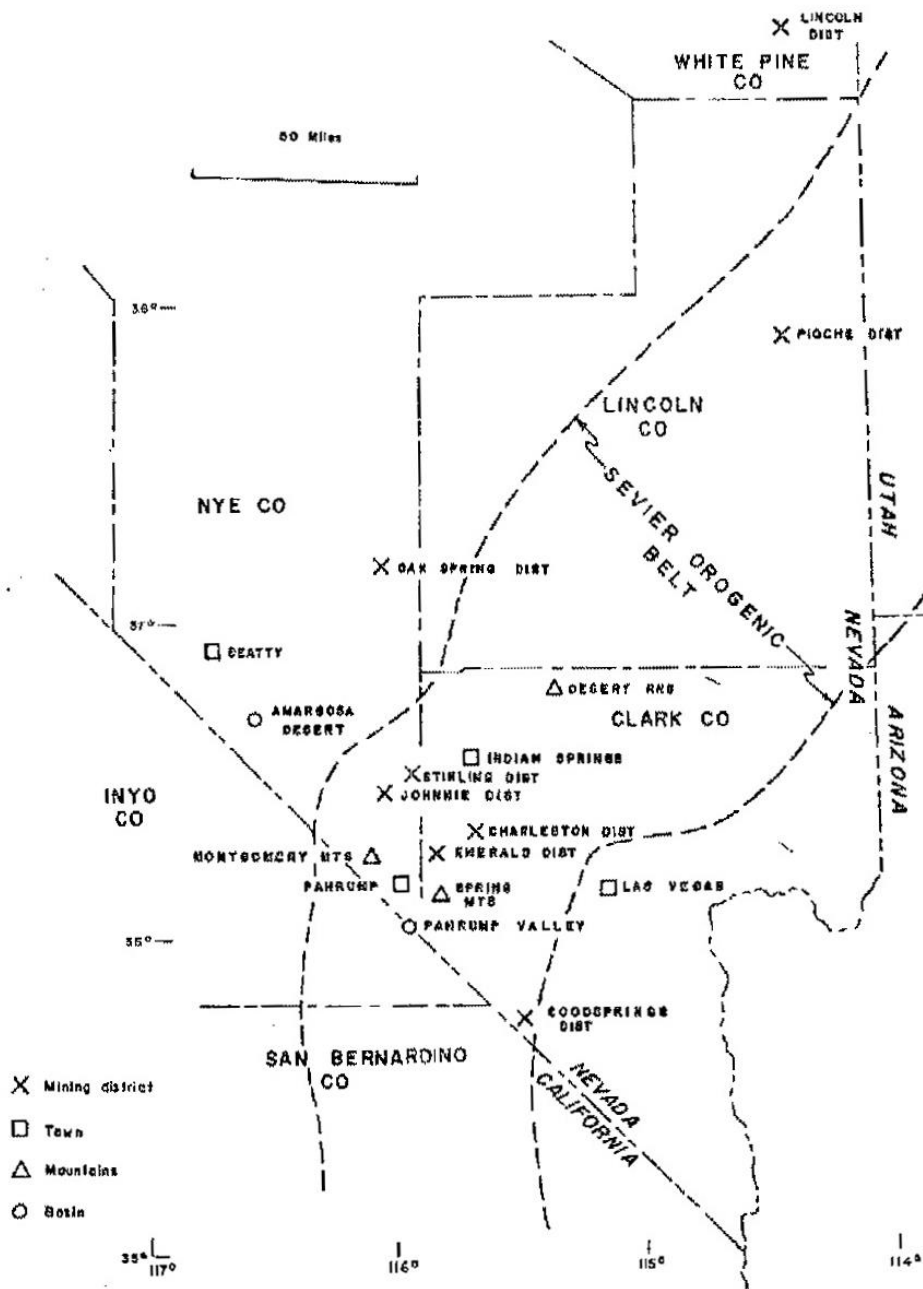 LINCOLN
DIST
WHITE PINE
CO
50 Miles
38°
PIOCHE DIST
LINCOLN
CO
SEVIER OROGENIC
BELT
UTAH
NYE CO
OAK SPRING DIST
37°
NEVADA
BEATTY
DESERT RNG
AMARGOSA
DESERT
CLARK CO
ARIZONA
INDIAN SPRINGS
STIRLING DIST
JOHNNIE DIST
INYO
CO
CHARLESTON DIST
EMERALD DIST
MONTGOMERY MTS
PAHRUMP
SPRING
MTS
LAS VEGAS
PAHRUMP VALLEY
36°
GOODSPRINGS
DIST
SAN BERNARDINO
CO
NEVADA
CALIFORNIA
Mining district
Town
Mountains
Basin
35°
117°
116°
115°
114°